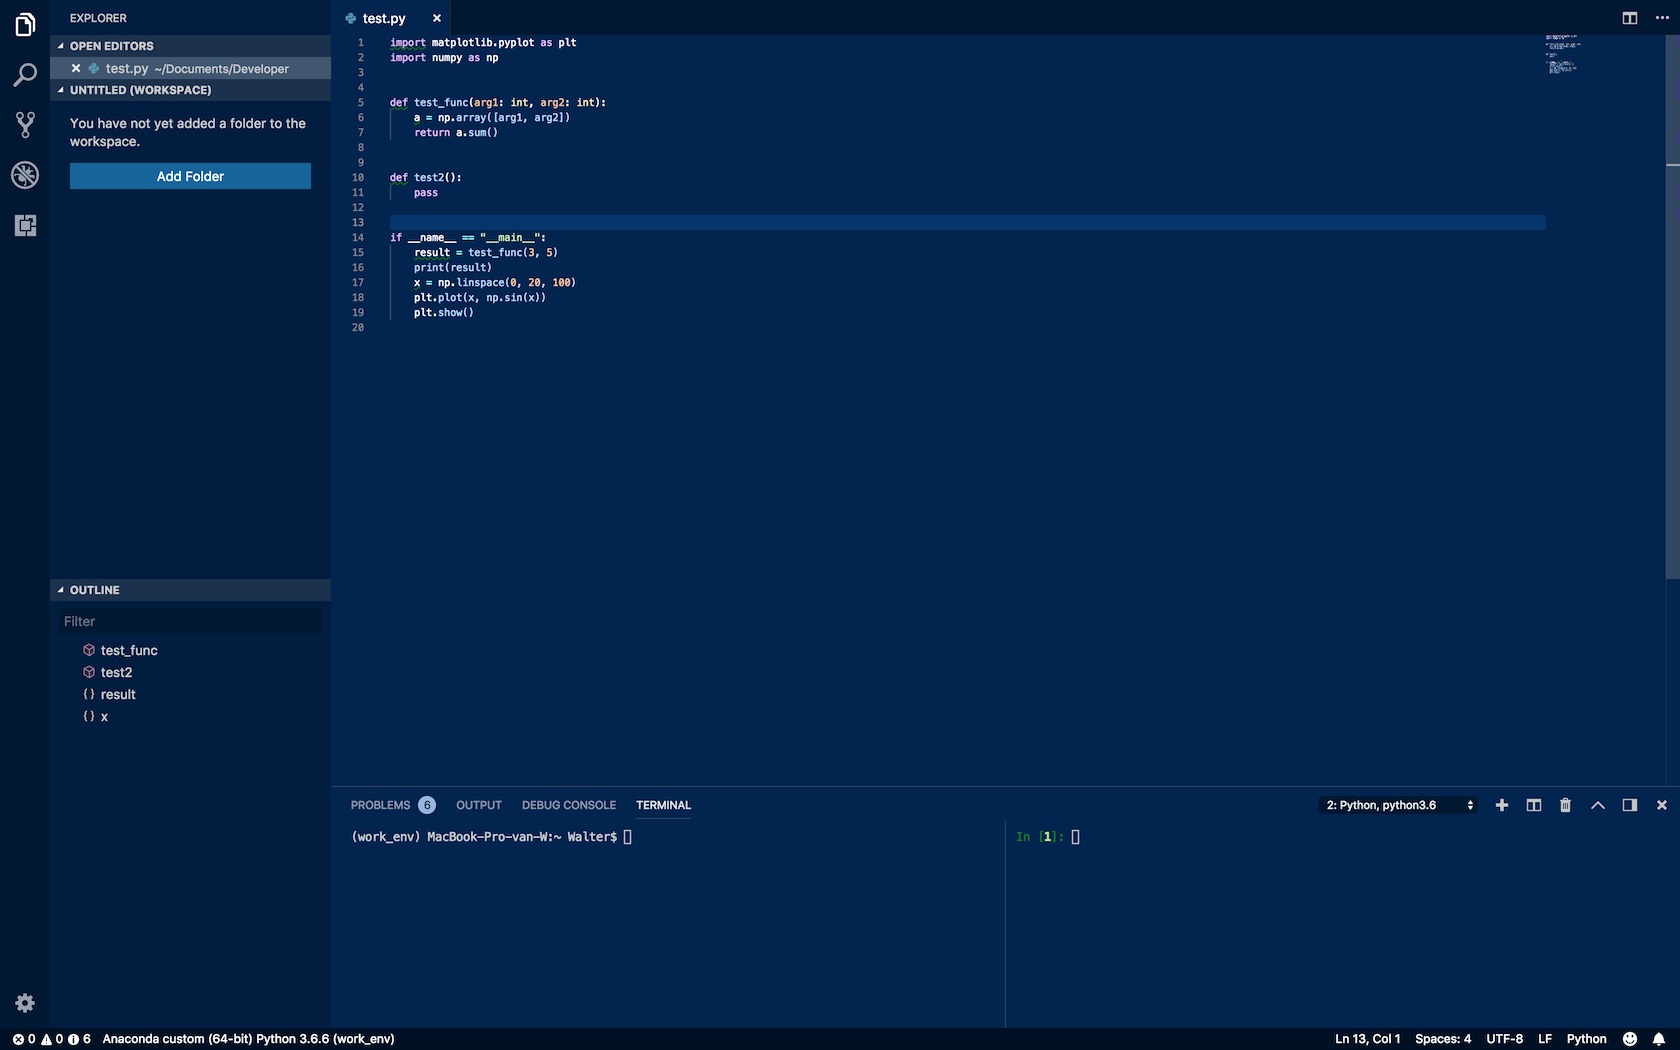 EXPLORER
OPEN EDITORS
test.py ~/Documents/Developer
UNTITLED (WORKSPACE)
You have not yet added a folder to the
workspace.
Add Folder
OUTLINE
Filter
test_func
test2
{} result
{} x
test.py
1 import matplotlib.pyplot as plt
2 import numpy as np
3
4
5 def test_func(arg1: int, arg2: int):
6 a = np.array([arg1, arg2])
7 return a.sum()
8
9
10 def test2():
11 pass
12
13
14 if __name__ == "__main__":
15 result = test_func(3, 5)
16 print(result)
17 x = np.linspace(0, 20, 100)
18 plt.plot(x, np.sin(x))
19 plt.show()
20
PROBLEMS 6 OUTPUT DEBUG CONSOLE TERMINAL 2: Python, python3.6
(work_env) MacBook-Pro-van-W:~ Walter$
In [1]:
0 0 6 Anaconda custom (64-bit) Python 3.6.6 (work_env) Ln 13, Col 1 Spaces: 4 UTF-8 LF Python